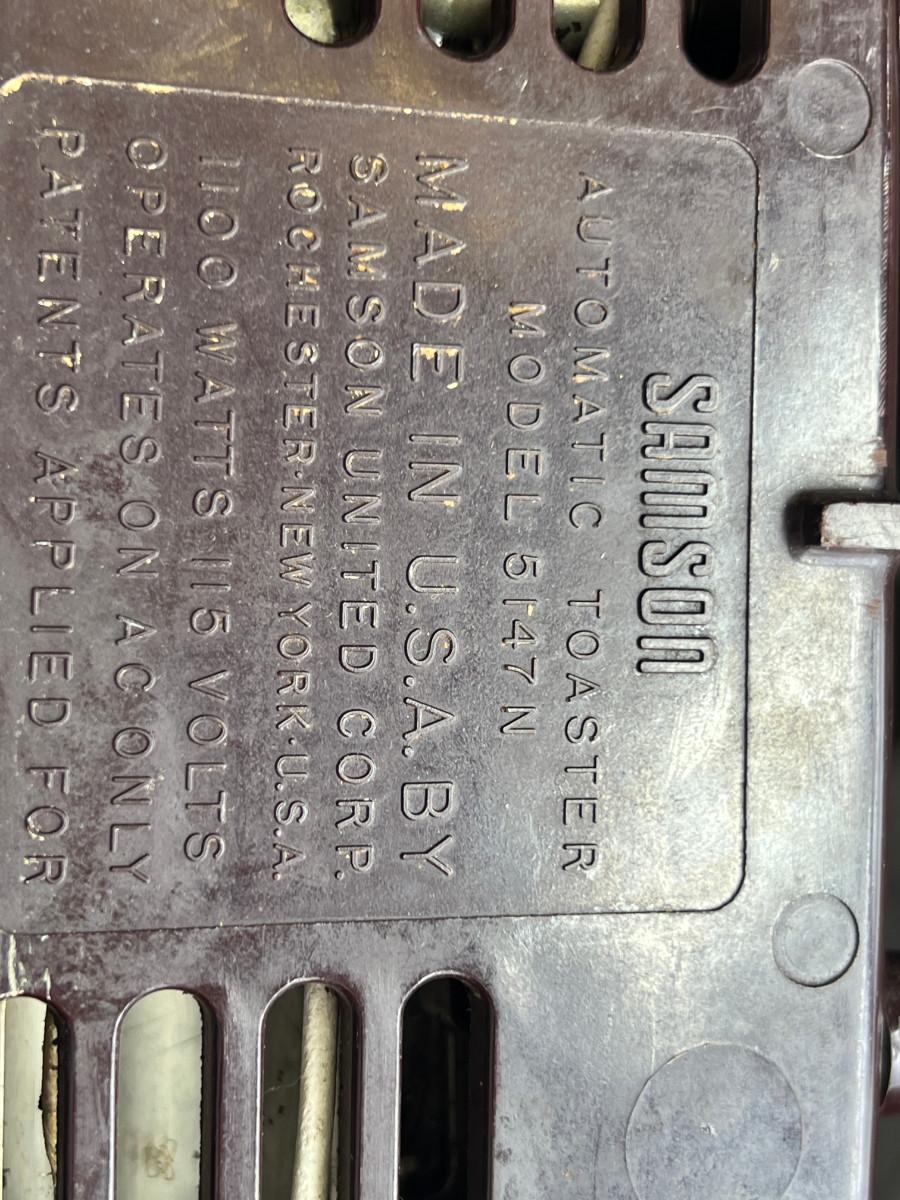 SAMSON
AUTOMATIC TOASTER
MODEL 5147N
MADE IN U.S.A. BY
SAMSON UNITED CORP.
ROCHESTER·NEW YORK·U.S.A.
1100 WATTS·115 VOLTS
OPERATES ON AC ONLY
PATENTS APPLIED FOR